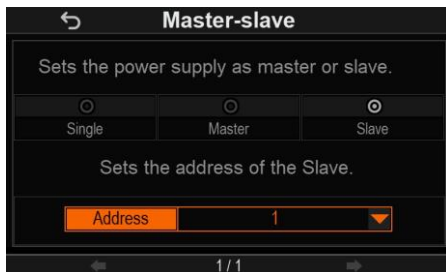 Master-slave
Sets the power supply as master or slave.
Single Master Slave
Sets the address of the Slave.
Address 1
1/1